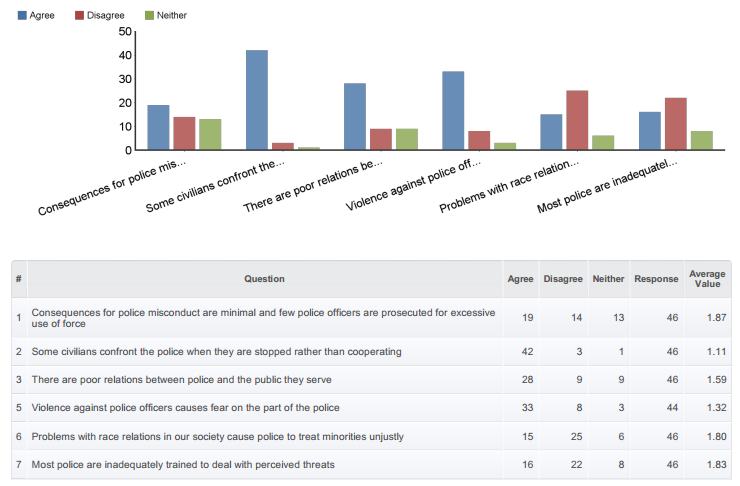 Agree Disagree Neither
50
40
30
20
10
0
Consequences for police mis...
Some civilians confront the...
There are poor relations be...
Violence against police off...
Problems with race relation...
Most police are inadequatel...
# Question Agree Disagree Neither Response Average Value
1 Consequences for police misconduct are minimal and few police officers are prosecuted for excessive
use of force 19 14 13 46 1.87
2 Some civilians confront the police when they are stopped rather than cooperating 42 3 1 46 1.11
3 There are poor relations between police and the public they serve 28 9 9 46 1.59
5 Violence against police officers causes fear on the part of the police 33 8 3 44 1.32
6 Problems with race relations in our society cause police to treat minorities unjustly 15 25 6 46 1.80
7 Most police are inadequately trained to deal with perceived threats 16 22 8 46 1.83